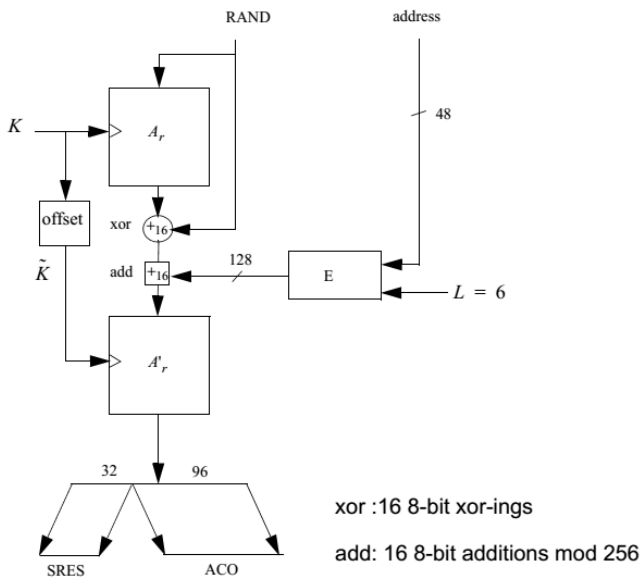 RAND
address
48
K
A_r
offset
xor
+16
K̃
add
+16
128
E
L = 6
A'_r
32
96
SRES
ACO
xor :16 8-bit xor-ings
add: 16 8-bit additions mod 256